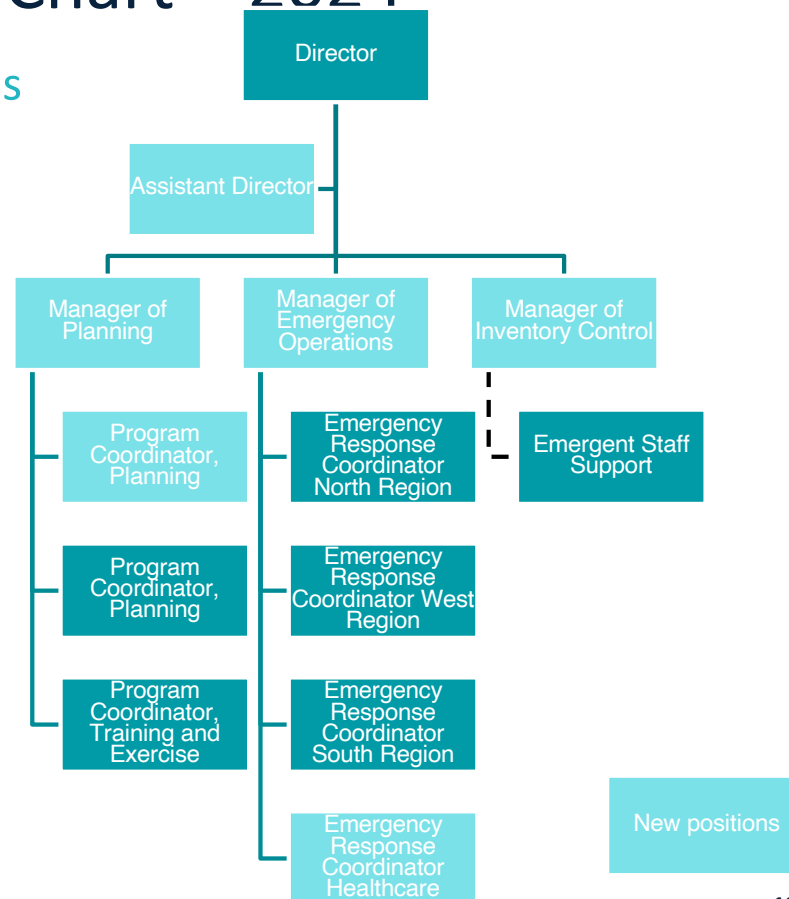 Chart
s
Director
Assistant Director
Manager of
Planning
Manager of
Emergency
Operations
Manager of
Inventory Control
Program
Coordinator,
Planning
Emergency
Response
Coordinator
North Region
Emergent Staff
Support
Program
Coordinator,
Planning
Emergency
Response
Coordinator West
Region
Program
Coordinator,
Training and
Exercise
Emergency
Response
Coordinator
South Region
New positions
Emergency
Response
Coordinator
Healthcare